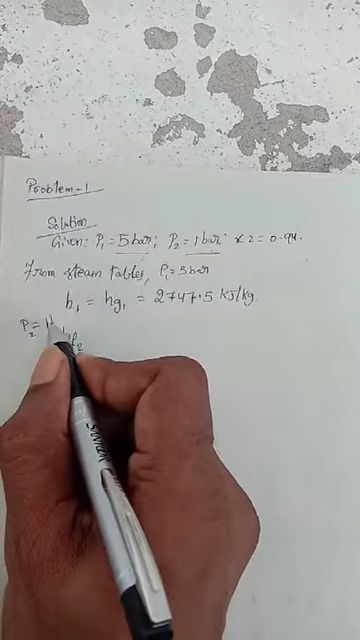 Problem-1
Solution
Given: P₁ = 5 bar; P₂ = 1 bar; x2 = 0.94.
From steam tables, P₁ = 5 bar
h₁ = hg₁ = 2747.5 KJ/kg
P₂ =